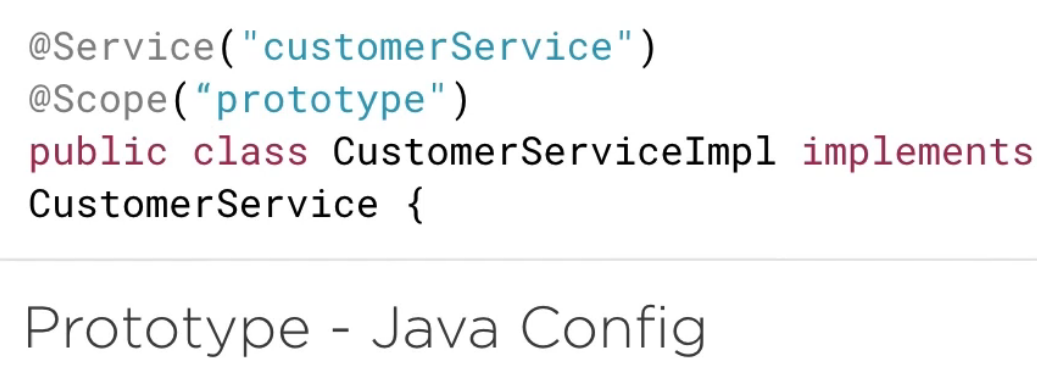 @Service("customerService")
@Scope(“prototype")
public class CustomerServiceImpl implements
CustomerService {
Prototype - Java Config